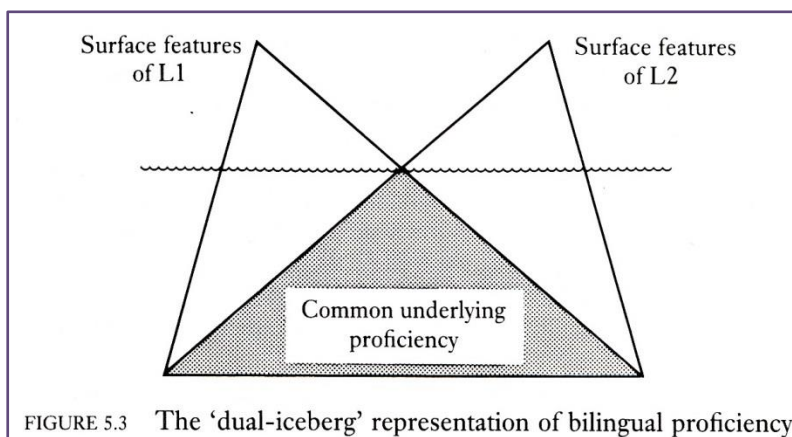 Surface features
of L1
Surface features
of L2
Common underlying
proficiency
FIGURE 5.3 The ‘dual-iceberg’ representation of bilingual proficiency